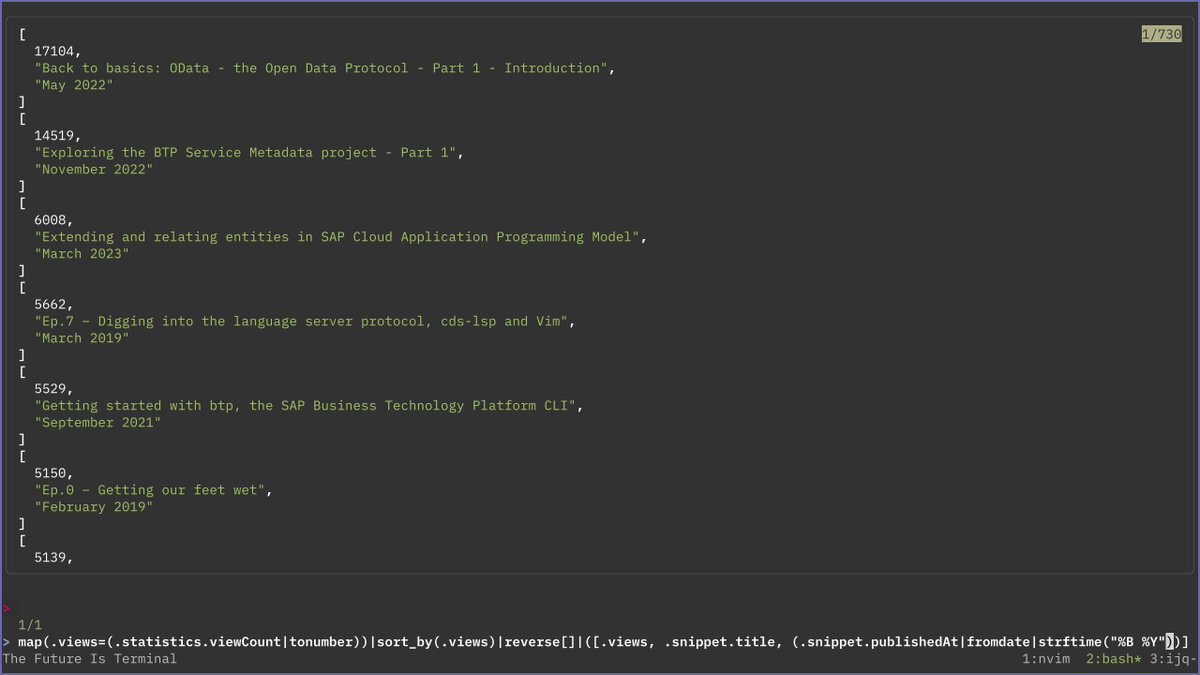 [                                                                 1/730
  17104,
  "Back to basics: OData - the Open Data Protocol - Part 1 - Introduction",
  "May 2022"
]
[
  14519,
  "Exploring the BTP Service Metadata project - Part 1",
  "November 2022"
]
[
  6008,
  "Extending and relating entities in SAP Cloud Application Programming Model",
  "March 2023"
]
[
  5662,
  "Ep.7 – Digging into the language server protocol, cds-lsp and Vim",
  "March 2019"
]
[
  5529,
  "Getting started with btp, the SAP Business Technology Platform CLI",
  "September 2021"
]
[
  5150,
  "Ep.0 – Getting our feet wet",
  "February 2019"
]
[
  5139,
>
  1/1
> map(.views=(.statistics.viewCount|tonumber))|sort_by(.views)|reverse[]|([.views, .snippet.title, (.snippet.publishedAt|fromdate|strftime("%B %Y"))]
The Future Is Terminal 1:nvim 2:bash* 3:ijq-